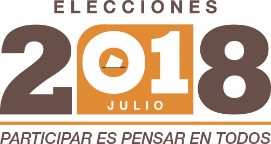 ELECCIONES
2018
JULIO
PARTICIPAR ES PENSAR EN TODOS